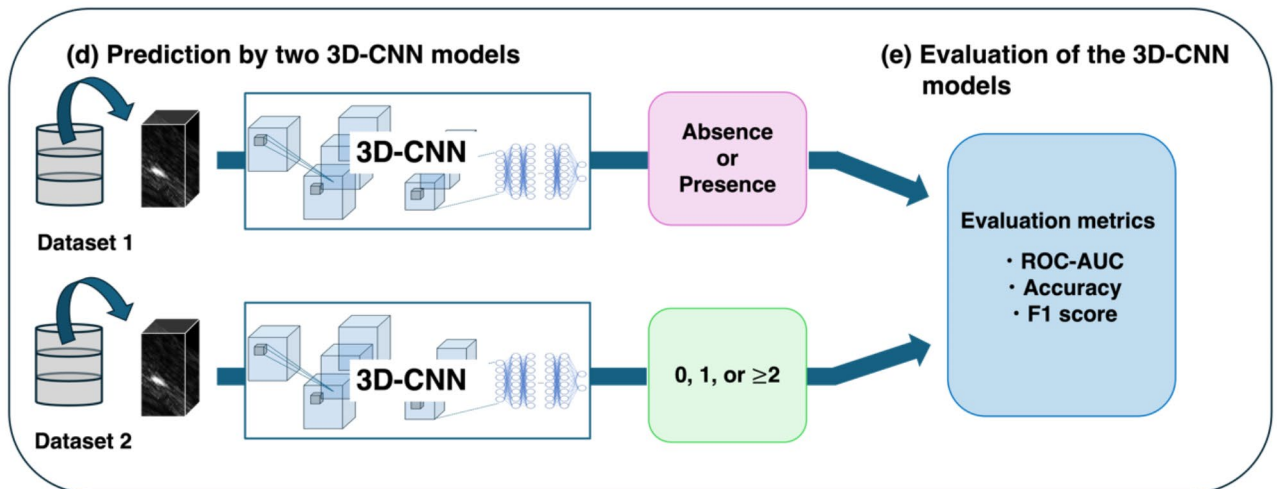 (d) Prediction by two 3D-CNN models
(e) Evaluation of the 3D-CNN
models
3D-CNN
Absence
or
Presence
Dataset 1
Evaluation metrics
・ROC-AUC
・Accuracy
・F1 score
3D-CNN
0, 1, or ≥2
Dataset 2